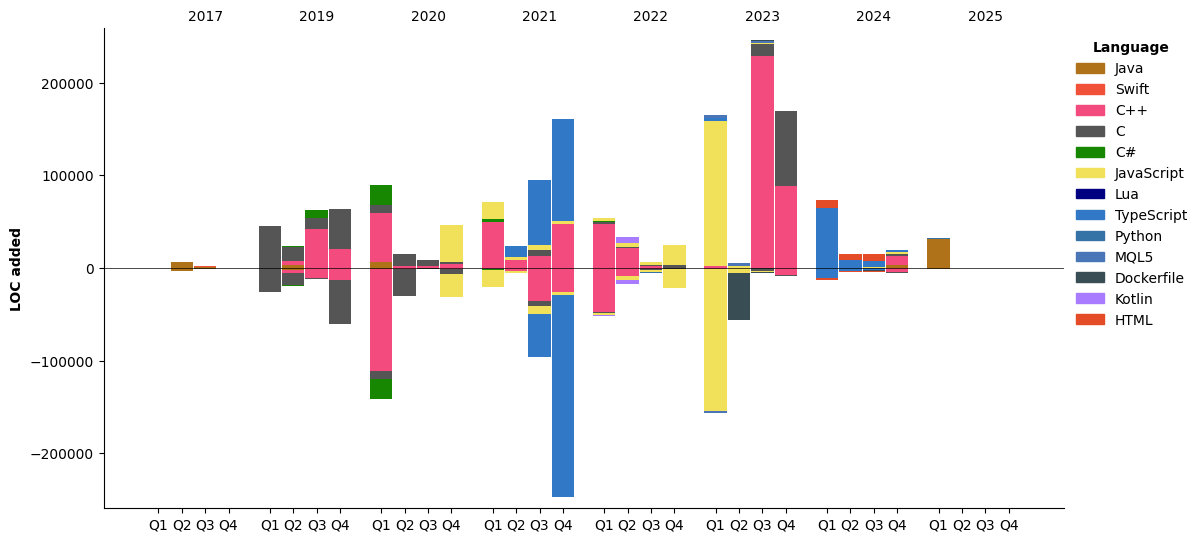 2017 2019 2020 2021 2022 2023 2024 2025
LOC added
200000
100000
0
−100000
−200000
Q1 Q2 Q3 Q4 Q1 Q2 Q3 Q4 Q1 Q2 Q3 Q4 Q1 Q2 Q3 Q4 Q1 Q2 Q3 Q4 Q1 Q2 Q3 Q4 Q1 Q2 Q3 Q4 Q1 Q2 Q3 Q4
Language
Java
Swift
C++
C
C#
JavaScript
Lua
TypeScript
Python
MQL5
Dockerfile
Kotlin
HTML